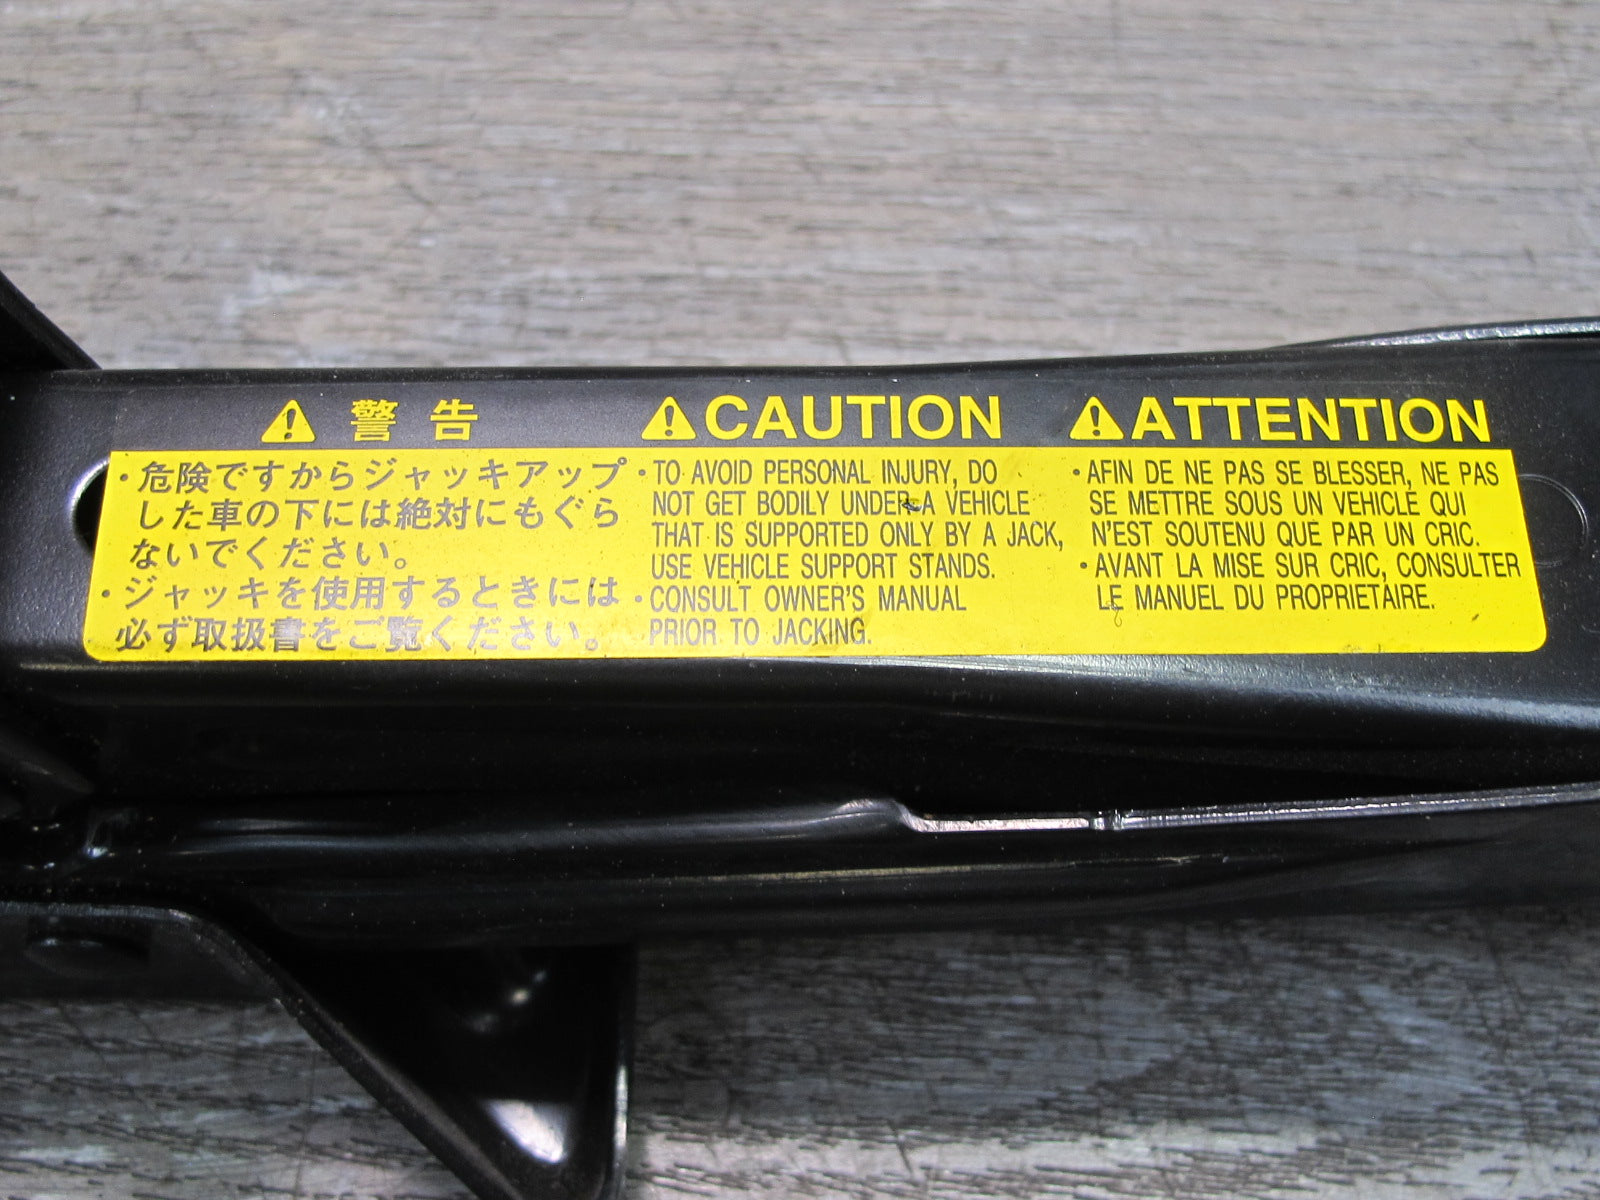 ⚠ 警告
・危険ですからジャッキアップ
した車の下には絶対にもぐら
ないでください。
・ジャッキを使用するときには
必ず取扱書をご覧ください。
⚠CAUTION
・TO AVOID PERSONAL INJURY, DO
NOT GET BODILY UNDER A VEHICLE
THAT IS SUPPORTED ONLY BY A JACK,
USE VEHICLE SUPPORT STANDS.
・CONSULT OWNER'S MANUAL
PRIOR TO JACKING.
⚠ATTENTION
・AFIN DE NE PAS SE BLESSER, NE PAS
SE METTRE SOUS UN VEHICLE QUI
N'EST SOUTENU QUE PAR UN CRIC.
・AVANT LA MISE SUR CRIC, CONSULTER
LE MANUEL DU PROPRIETAIRE.